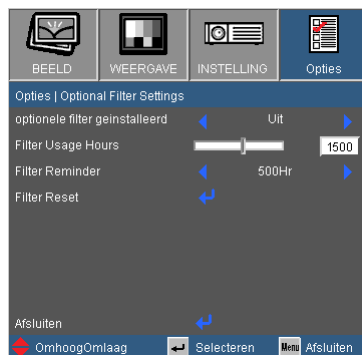 BEELD WEERGAVE INSTELLING Opties
Opties | Optional Filter Settings
optionele filter geinstalleerd Uit
Filter Usage Hours 1500
Filter Reminder 500Hr
Filter Reset
Afsluiten
OmhoogOmlaag Selecteren Menu Afsluiten